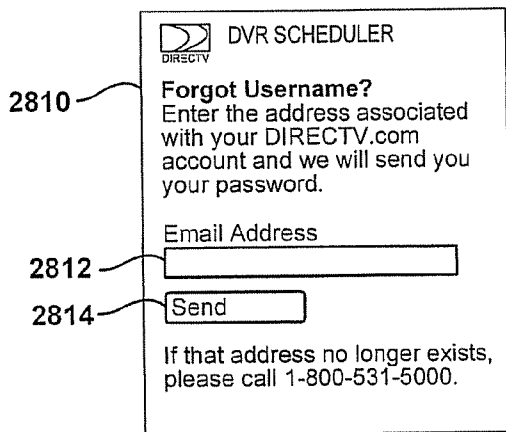 DIRECTV
DVR SCHEDULER
2810
Forgot Username?
Enter the address associated
with your DIRECTV.com
account and we will send you
your password.
Email Address
2812
2814
Send
If that address no longer exists,
please call 1-800-531-5000.